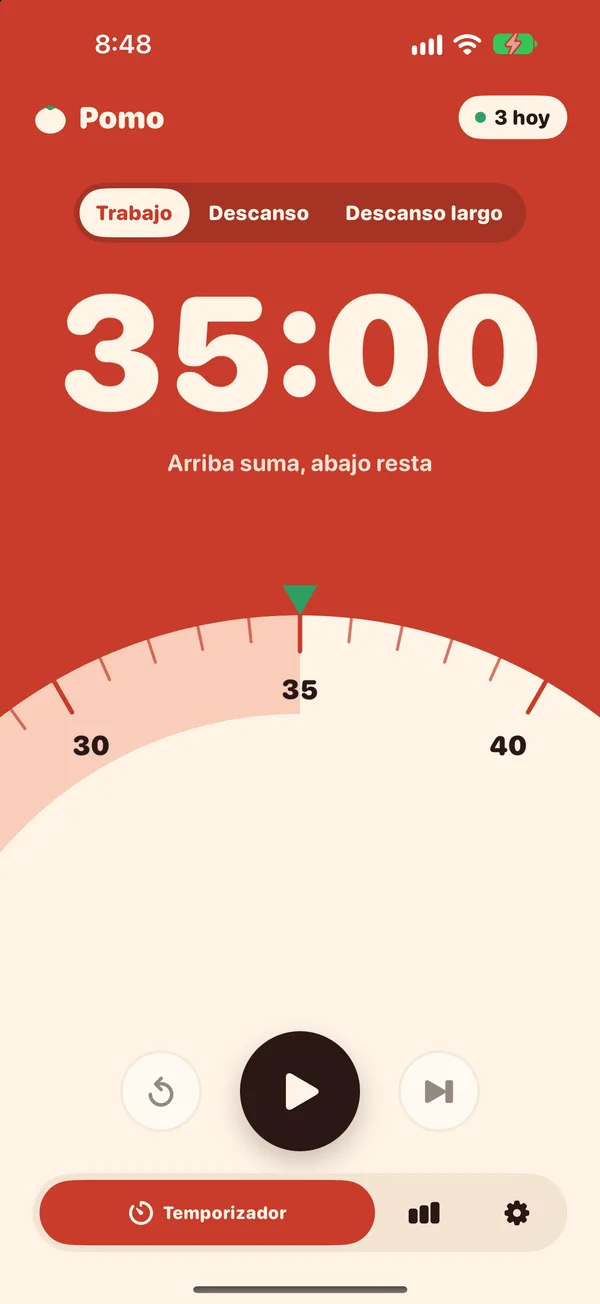 8:48
Pomo
3 hoy
Trabajo Descanso Descanso largo
35:00
Arriba suma, abajo resta
35
30 40
Temporizador